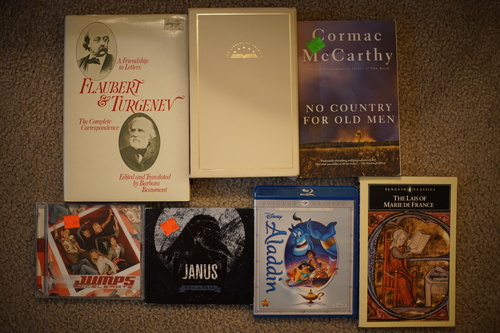 A Friendship
in Letters
FLAUBERT
& TURGENEV
The Complete
Correspondence
Edited and Translated
by Barbara
Beaumont
Cormac
McCarthy
NO COUNTRY
FOR OLD MEN
JUMP5
JANUS
Disney
Aladdin
PENGUIN CLASSICS
THE LAIS OF
MARIE DE FRANCE